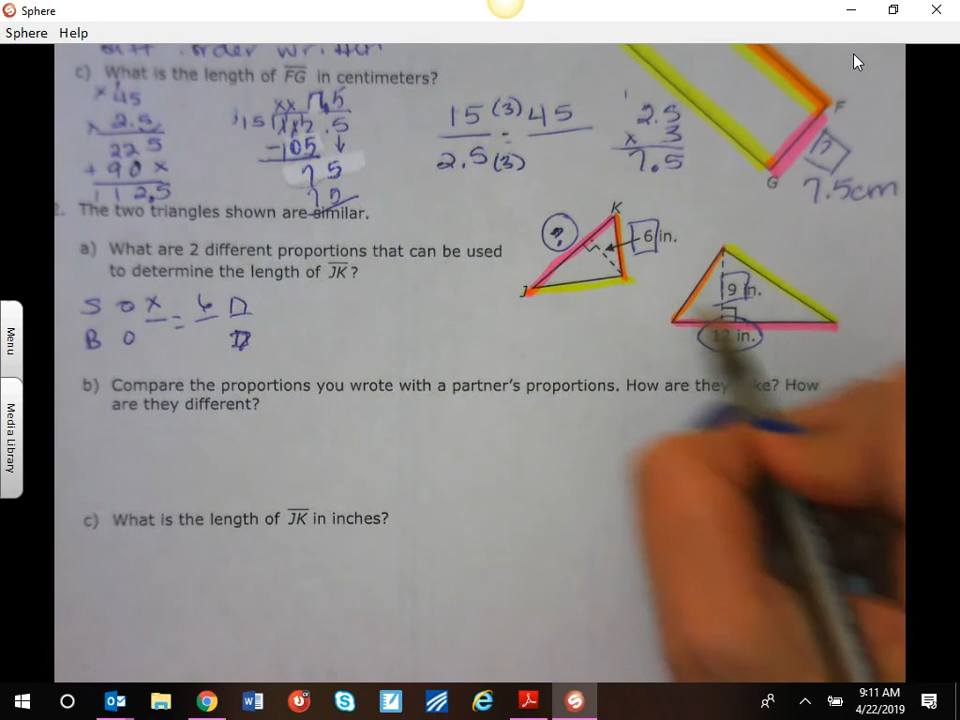 Sphere
Sphere Help
order written
c) What is the length of FG in centimeters?
× 45
× 2.5
225
+ 90 ×
112.5
15
.5
- 105
75
75
15 (3) = 45
2.5 (3)
2.5
× 3
7.5
F
G
?
7.5cm
2. The two triangles shown are similar.
a) What are 2 different proportions that can be used
to determine the length of JK?
K
?
6 in.
J
9 in.
12 in.
S O x = 6 D
B O
b) Compare the proportions you wrote with a partner's proportions. How are they alike? How
are they different?
c) What is the length of JK in inches?
Menu
Media Library
9:11 AM
4/22/2019